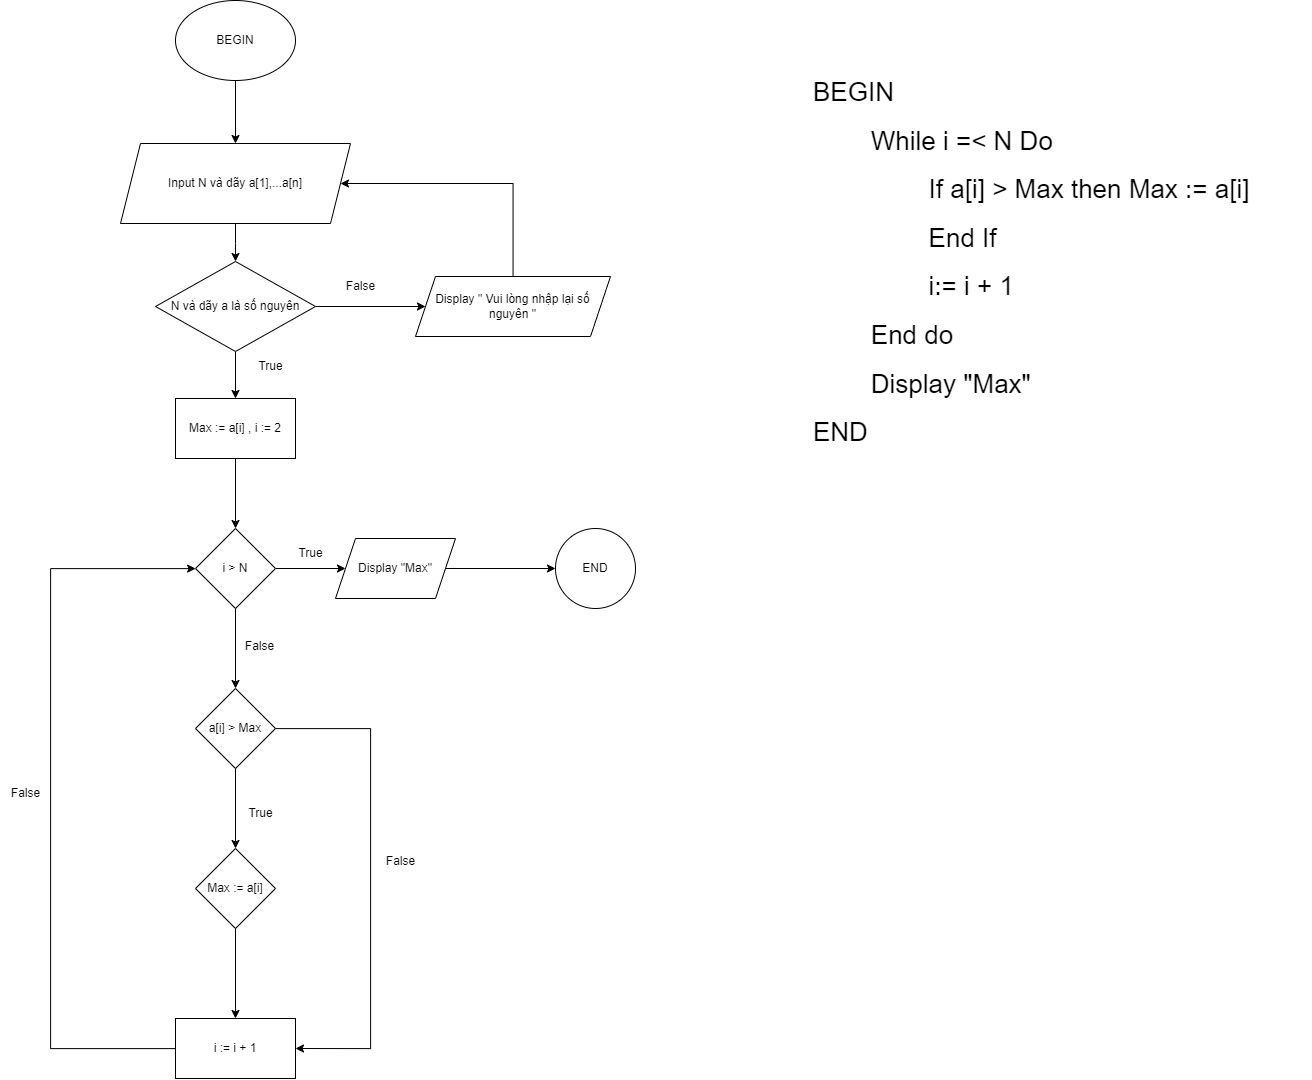 BEGIN
Input N và dãy a[1],...a[n]
N và dãy a là số nguyên
False
Display " Vui lòng nhập lại số
nguyên "
True
Max := a[i] , i := 2
i > N
True
Display "Max"
END
False
a[i] > Max
True
False
Max := a[i]
i := i + 1
False
BEGIN
While i =< N Do
If a[i] > Max then Max := a[i]
End If
i:= i + 1
End do
Display "Max"
END